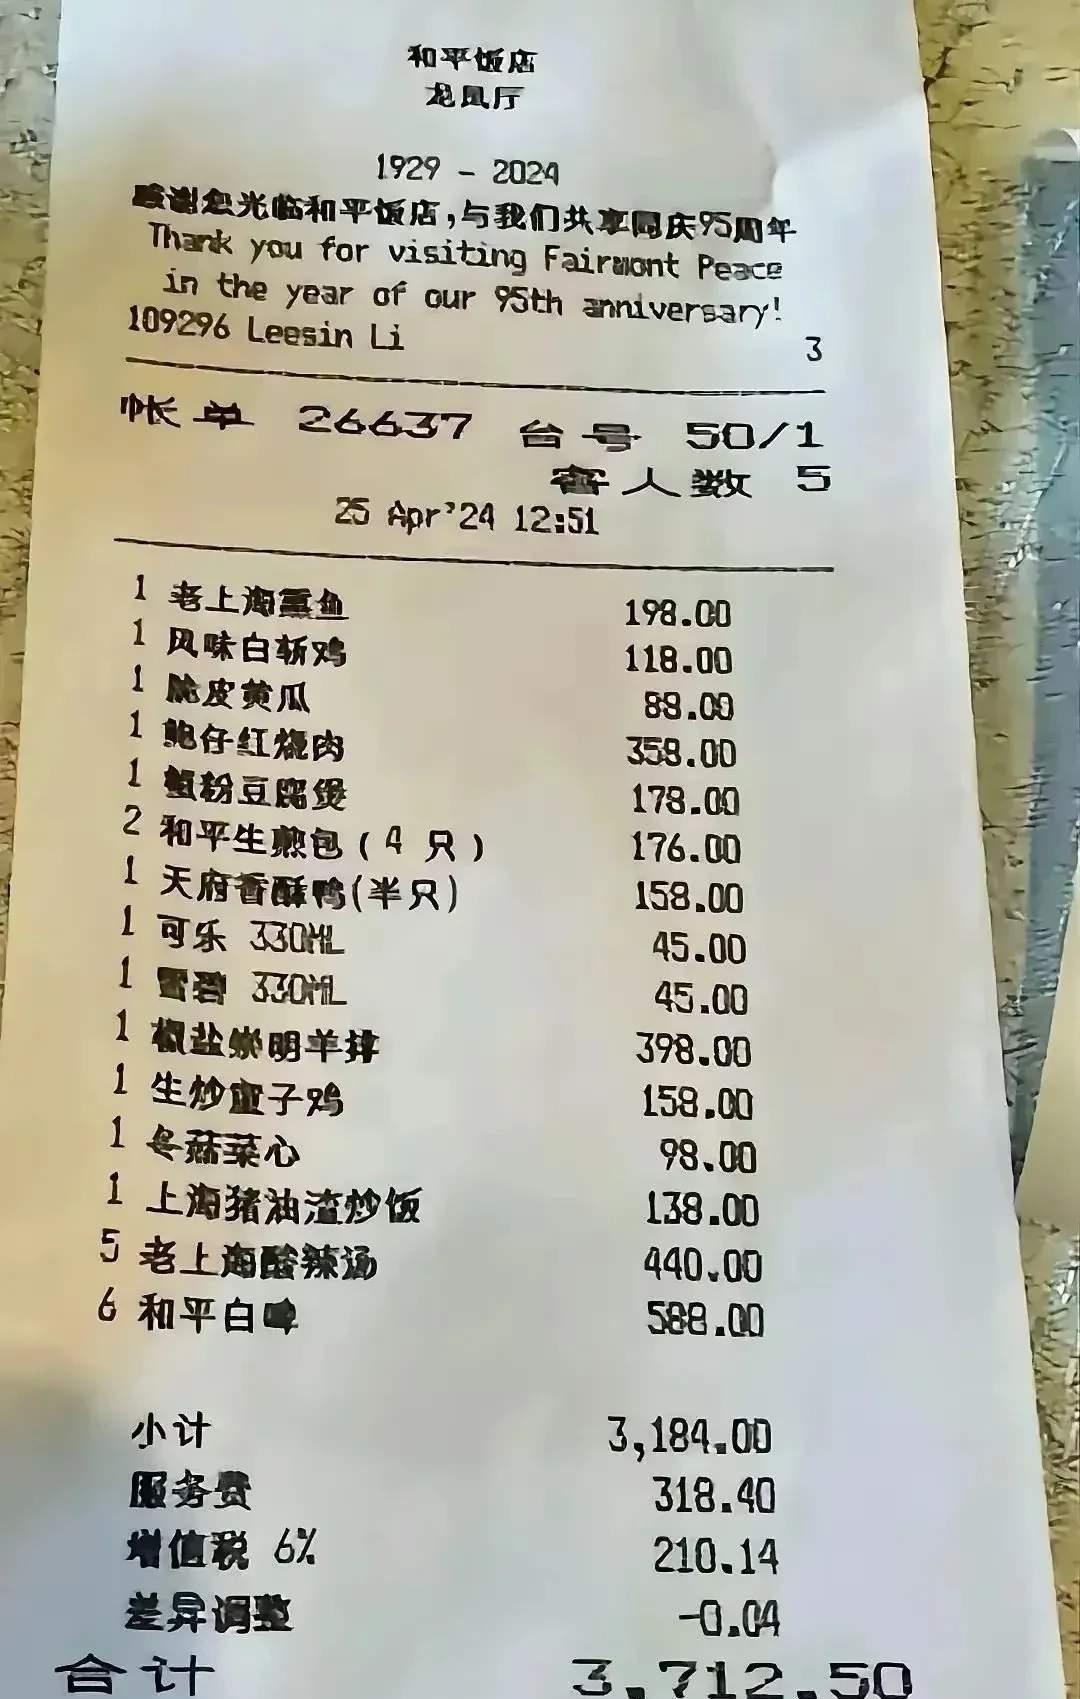 和平饭店
龙凤厅
1929 - 2024
感谢您光临和平饭店,与我们共享同庆95周年
Thank you for visiting Fairmont Peace
in the year of our 95th anniversary!
109296 Leesin Li 3
帐单 26637 台号 50/1
客人数 5
25 Apr'24 12:51
1 老上海熏鱼 198.00
1 风味白斩鸡 118.00
1 脆皮黄瓜 88.00
1 鲍仔红烧肉 358.00
1 蟹粉豆腐煲 178.00
2 和平生煎包(4 只) 176.00
1 天府香酥鸭(半只) 158.00
1 可乐 330ML 45.00
1 雪碧 330ML 45.00
1 椒盐崇明羊排 398.00
1 生炒童子鸡 158.00
1 冬菇菜心 98.00
1 上海猪油渣炒饭 138.00
5 老上海酸辣汤 440.00
6 和平白啤 588.00
小计 3,184.00
服务费 318.40
增值税 6% 210.14
差异调整 -0.04
合计 3,712.50